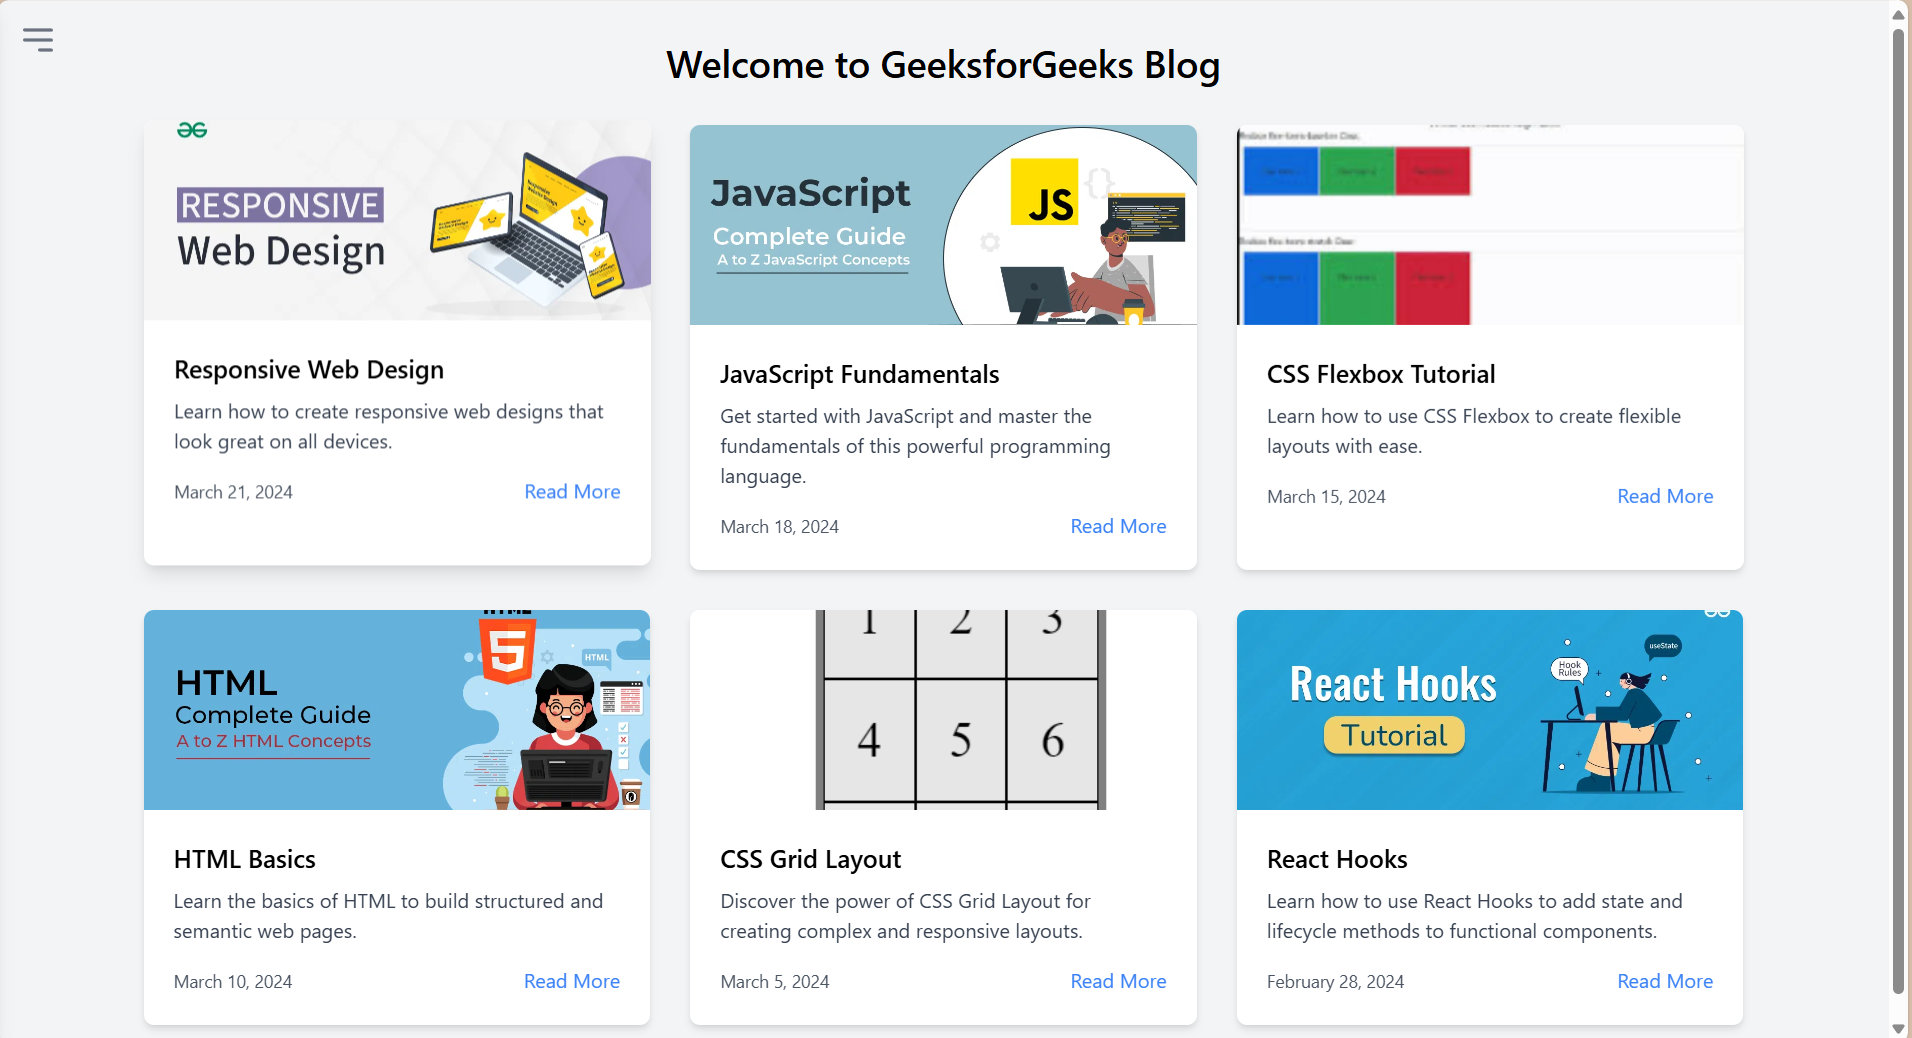 Welcome to GeeksforGeeks Blog
RESPONSIVE
Web Design
Responsive Web Design
Learn how to create responsive web designs that
look great on all devices.
March 21, 2024
Read More
JavaScript
Complete Guide
A to Z JavaScript Concepts
JS
{}
JavaScript Fundamentals
Get started with JavaScript and master the
fundamentals of this powerful programming
language.
March 18, 2024
Read More
CSS Flexbox Tutorial
Learn how to use CSS Flexbox to create flexible
layouts with ease.
March 15, 2024
Read More
HTML
5
HTML
HTML
Complete Guide
A to Z HTML Concepts
HTML Basics
Learn the basics of HTML to build structured and
semantic web pages.
March 10, 2024
Read More
1 2 3
4 5 6
CSS Grid Layout
Discover the power of CSS Grid Layout for
creating complex and responsive layouts.
March 5, 2024
Read More
React Hooks
Tutorial
Hook
Rules
useState
React Hooks
Learn how to use React Hooks to add state and
lifecycle methods to functional components.
February 28, 2024
Read More